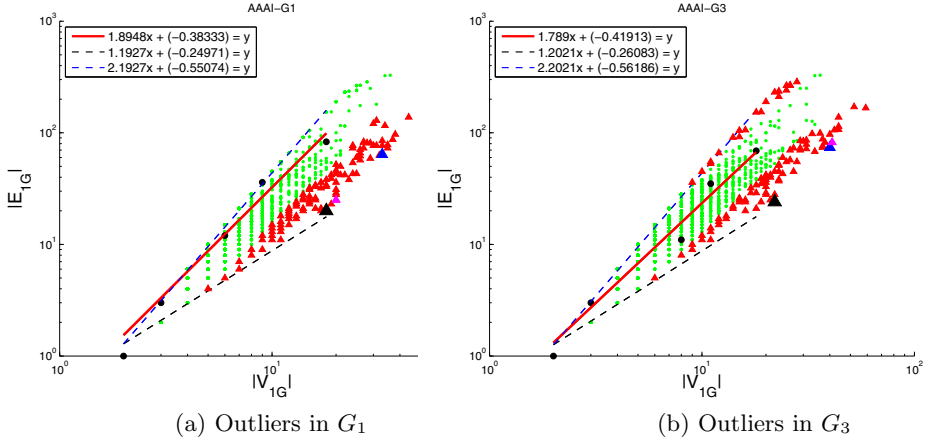 AAAI-G1
1.8948x + (-0.38333) = y
1.1927x + (-0.24971) = y
2.1927x + (-0.55074) = y
10^3
10^2
10^1
10^0
|E_1G|
10^0
10^1
|V_1G|
(a) Outliers in G_1
AAAI-G3
1.789x + (-0.41913) = y
1.2021x + (-0.26083) = y
2.2021x + (-0.56186) = y
10^3
10^2
10^1
10^0
|E_1G|
10^0
10^1
10^2
|V_1G|
(b) Outliers in G_3